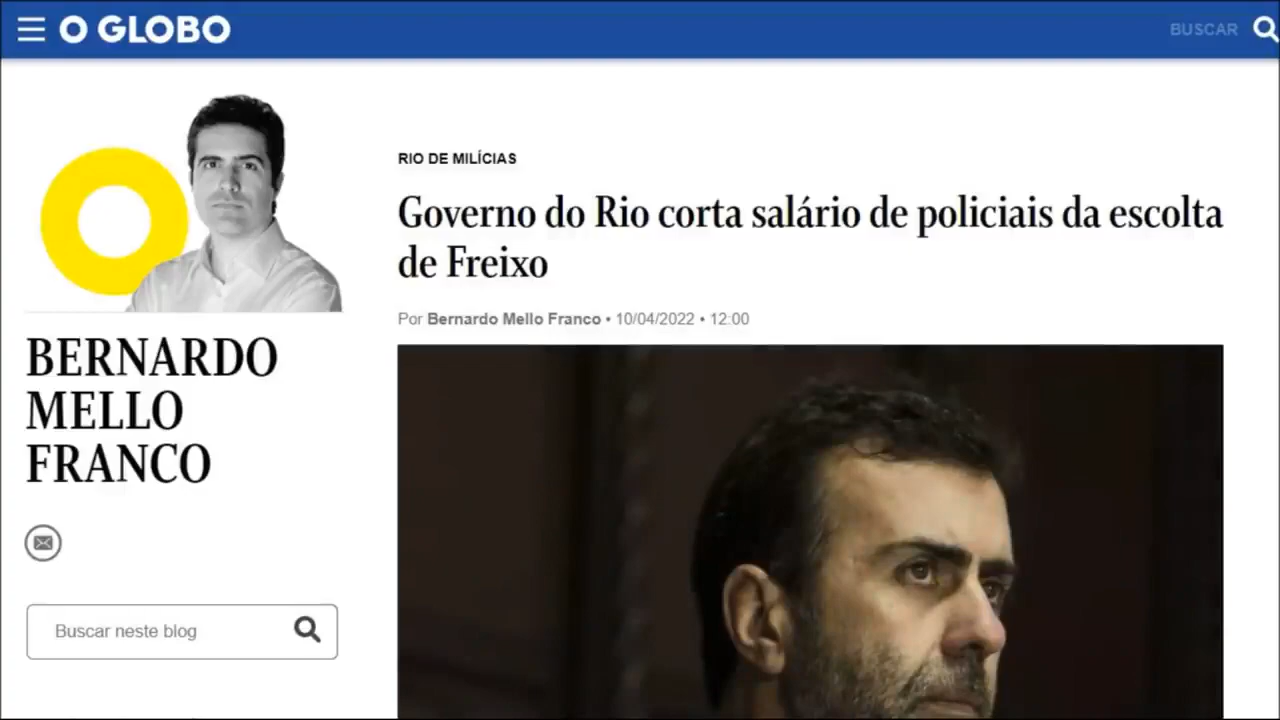 O GLOBO
BUSCAR
RIO DE MILÍCIAS
Governo do Rio corta salário de policiais da escolta
de Freixo
Por Bernardo Mello Franco • 10/04/2022 • 12:00
BERNARDO
MELLO
FRANCO
Buscar neste blog